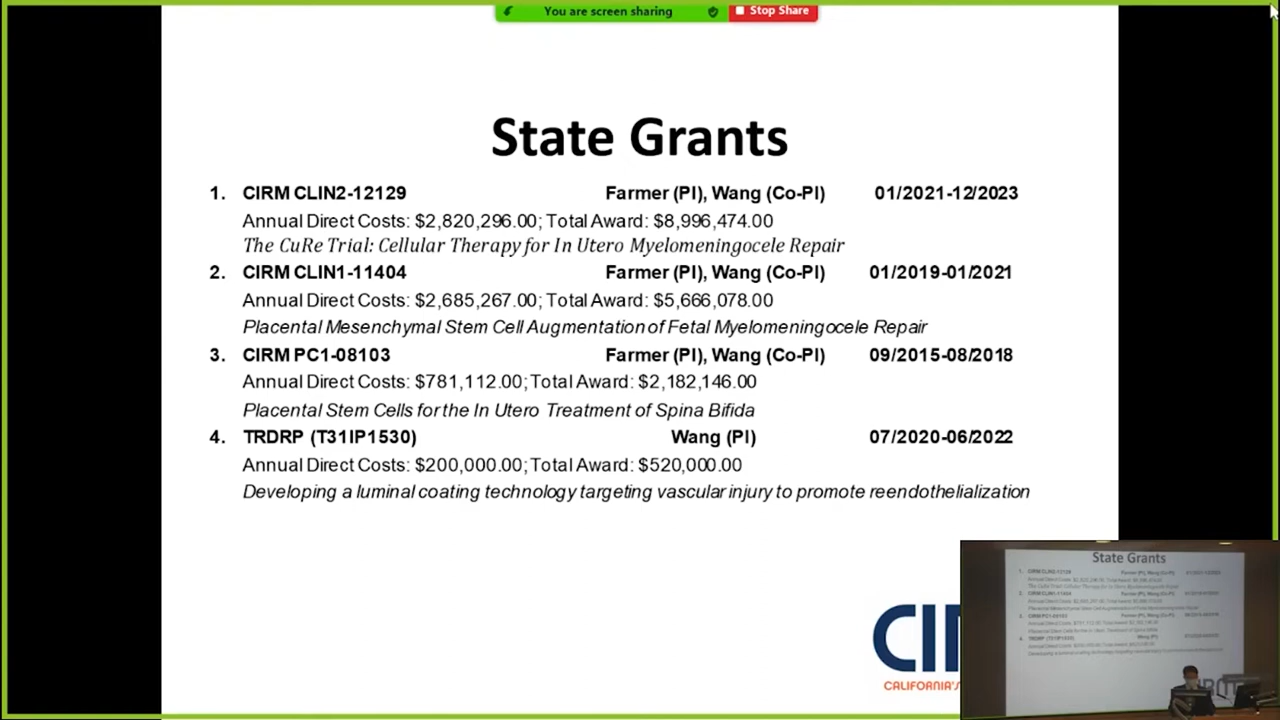 You are screen sharing
Stop Share
State Grants
1. CIRM CLIN2-12129 Farmer (PI), Wang (Co-PI) 01/2021-12/2023
Annual Direct Costs: $2,820,296.00; Total Award: $8,996,474.00
The CuRe Trial: Cellular Therapy for In Utero Myelomeningocele Repair
2. CIRM CLIN1-11404 Farmer (PI), Wang (Co-PI) 01/2019-01/2021
Annual Direct Costs: $2,685,267.00; Total Award: $5,666,078.00
Placental Mesenchymal Stem Cell Augmentation of Fetal Myelomeningocele Repair
3. CIRM PC1-08103 Farmer (PI), Wang (Co-PI) 09/2015-08/2018
Annual Direct Costs: $781,112.00; Total Award: $2,182,146.00
Placental Stem Cells for the In Utero Treatment of Spina Bifida
4. TRDRP (T31IP1530) Wang (PI) 07/2020-06/2022
Annual Direct Costs: $200,000.00; Total Award: $520,000.00
Developing a luminal coating technology targeting vascular injury to promote reendothelialization
CALIFORNIA'S
State Grants